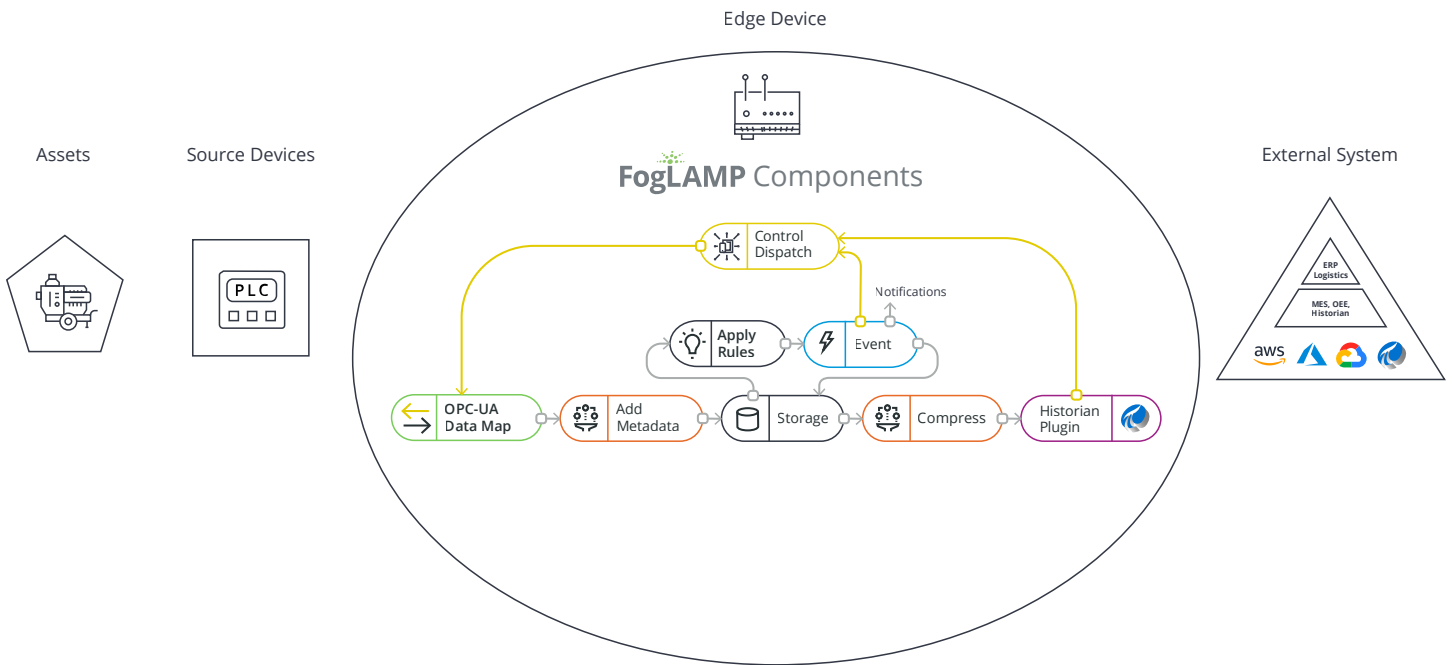 Edge Device
Assets
Source Devices
External System
FogLAMP Components
Control
Dispatch
Notifications
Apply
Rules
Event
OPC-UA
Data Map
Add
Metadata
Storage
Compress
Historian
Plugin
PLC
ERP
Logistics
MES, OEE,
Historian
aws